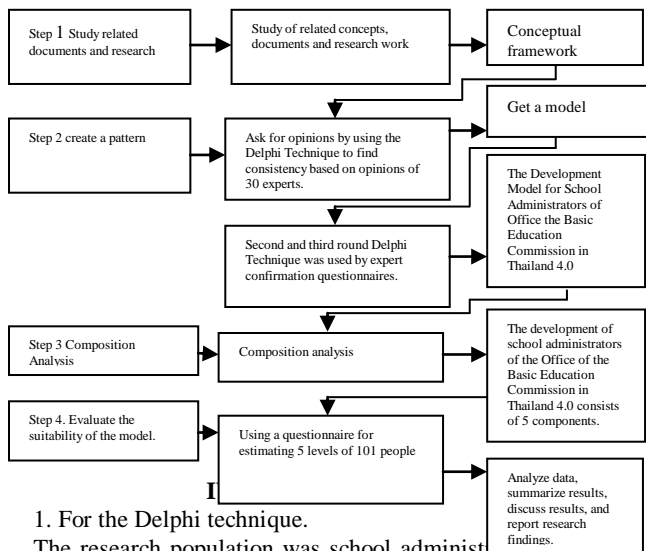 Step 1 Study related
documents and research
Study of related concepts,
documents and research work
Conceptual
framework
Step 2 create a pattern
Ask for opinions by using the
Delphi Technique to find
consistency based on opinions of
30 experts.
Get a model
Second and third round Delphi
Technique was used by expert
confirmation questionnaires.
The Development
Model for School
Administrators of
Office the Basic
Education
Commission in
Thailand 4.0
Step 3 Composition
Analysis
Composition analysis
The development of
school administrators
of the Office of the
Basic Education
Commission in
Thailand 4.0 consists
of 5 components.
Step 4. Evaluate the
suitability of the model.
Using a questionnaire for
estimating 5 levels of 101 people
Analyze data,
summarize results,
discuss results, and
report research
findings.
1. For the Delphi technique.
The research population was school